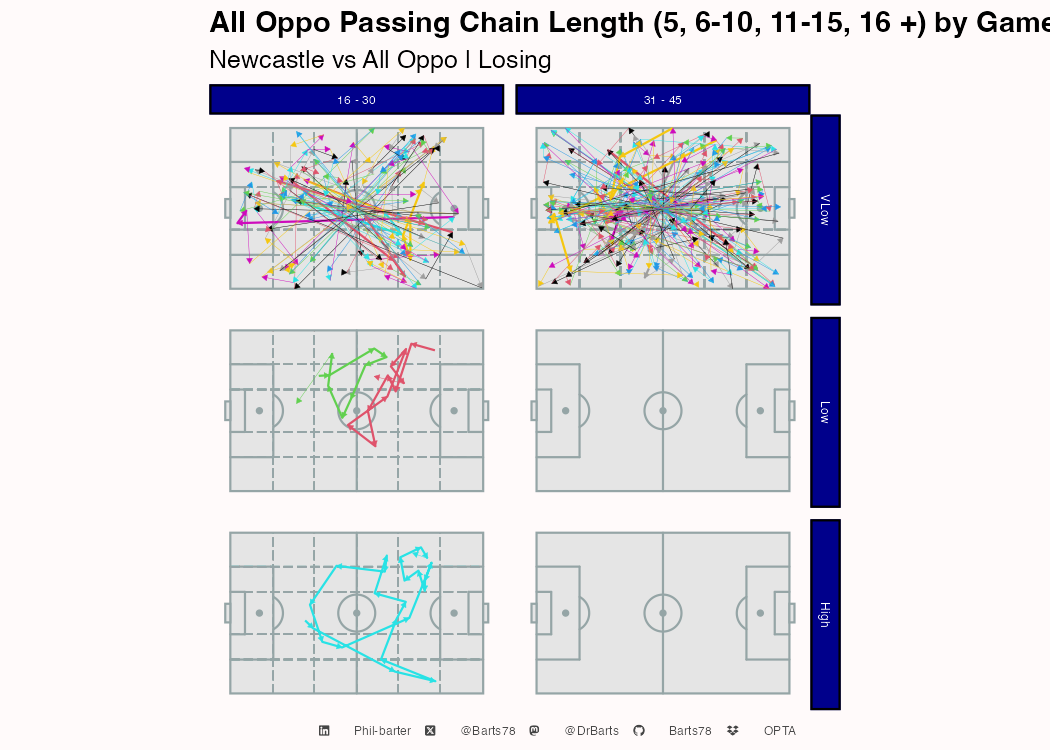 All Oppo Passing Chain Length (5, 6-10, 11-15, 16 +) by Game
Newcastle vs All Oppo | Losing
16 - 30
31 - 45
V.Low
Low
High
Phil-barter @Barts78 @DrBarts Barts78 OPTA